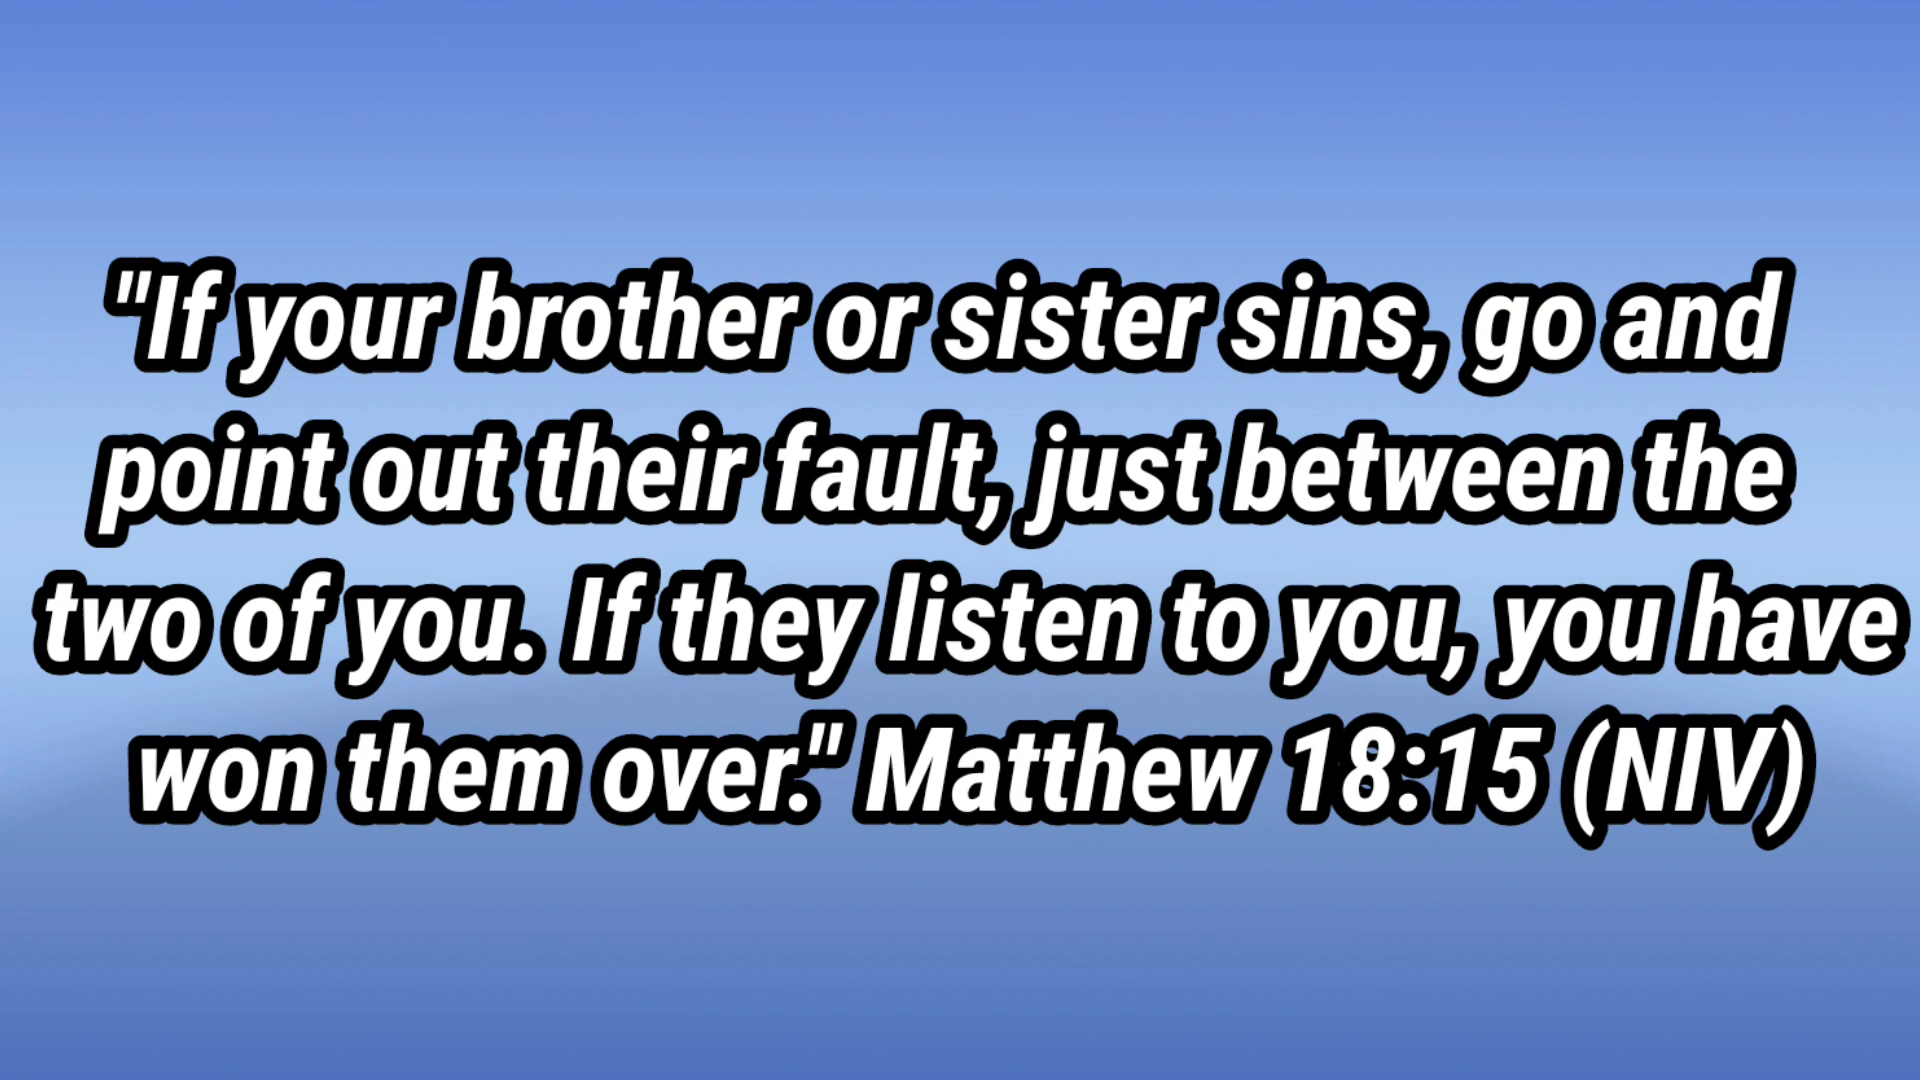 "If your brother or sister sins, go and
point out their fault, just between the
two of you. If they listen to you, you have
won them over." Matthew 18:15 (NIV)